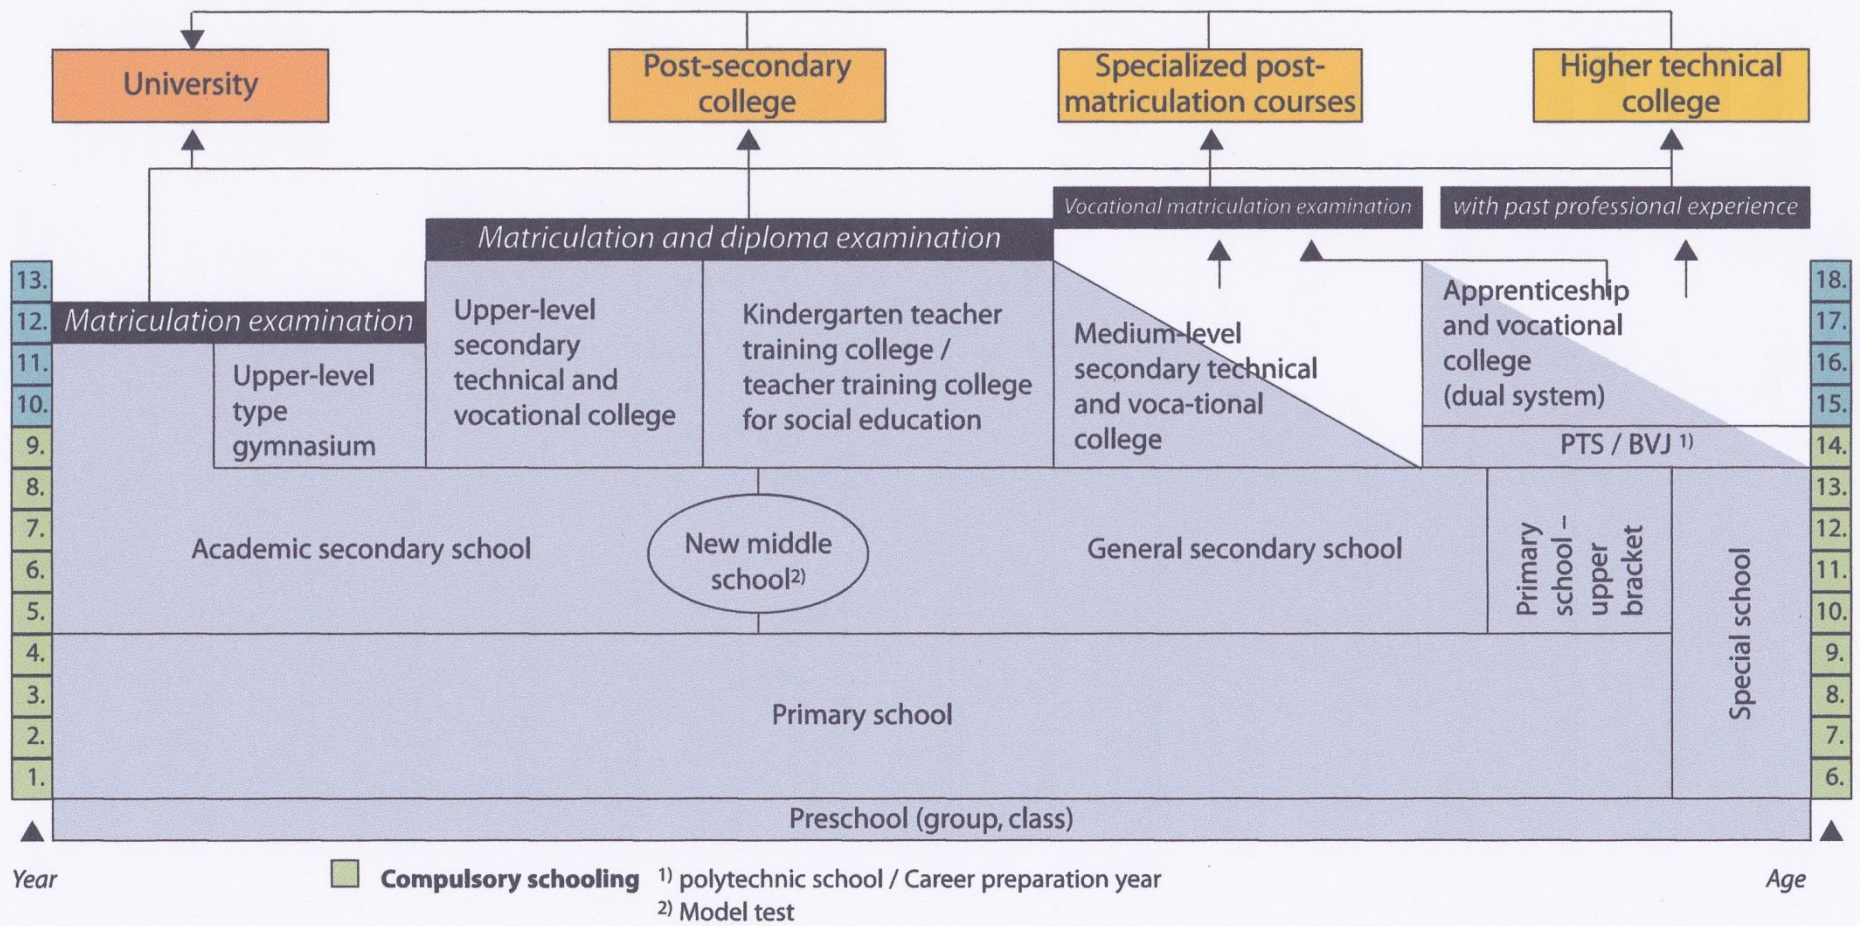 University
Post-secondary
college
Specialized post-
matriculation courses
Higher technical
college
Vocational matriculation examination
with past professional experience
Matriculation and diploma examination
Matriculation examination
13.
12.
11.
10.
9.
8.
7.
6.
5.
4.
3.
2.
1.
Upper-level
type
gymnasium
Upper-level
secondary
technical and
vocational college
Kindergarten teacher
training college /
teacher training college
for social education
Medium-level
secondary technical
and voca-tional
college
Apprenticeship
and vocational
college
(dual system)
PTS / BVJ 1)
18.
17.
16.
15.
14.
13.
12.
11.
10.
9.
8.
7.
6.
Academic secondary school
New middle
school2)
General secondary school
Primary
school –
upper
bracket
Special school
Primary school
Preschool (group, class)
Year
Compulsory schooling
1) polytechnic school / Career preparation year
2) Model test
Age